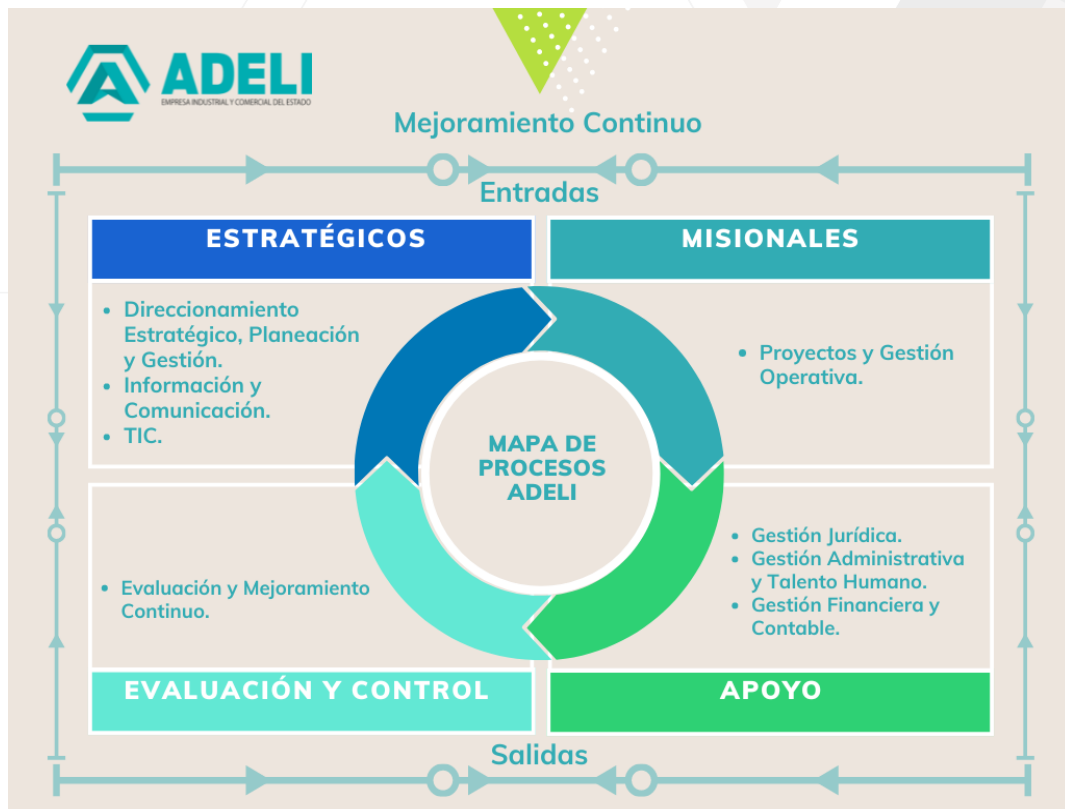 ADELI
EMPRESA INDUSTRIAL Y COMERCIAL DEL ESTADO
Mejoramiento Continuo
Entradas
ESTRATÉGICOS
• Direccionamiento
Estratégico, Planeación
y Gestión.
• Información y
Comunicación.
• TIC.
MISIONALES
• Proyectos y Gestión
Operativa.
MAPA DE
PROCESOS
ADELI
• Evaluación y Mejoramiento
Continuo.
EVALUACIÓN Y CONTROL
• Gestión Jurídica.
• Gestión Administrativa
y Talento Humano.
• Gestión Financiera y
Contable.
APOYO
Salidas